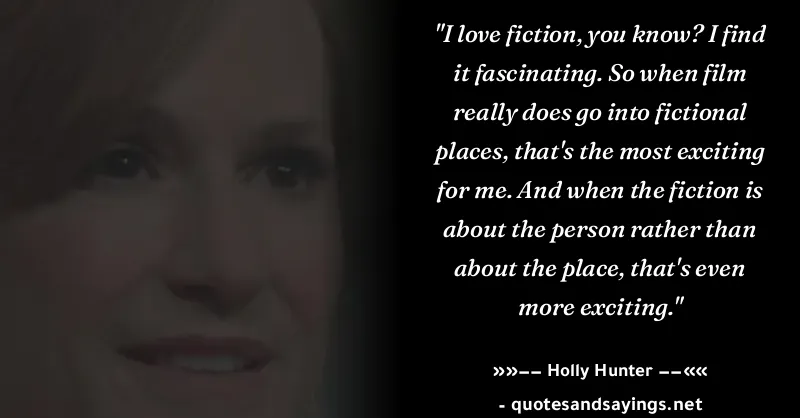 "I love fiction, you know? I find
it fascinating. So when film
really does go into fictional
places, that's the most exciting
for me. And when the fiction is
about the person rather than
about the place, that's even
more exciting."
»»−− Holly Hunter −−««
- quotesandsayings.net